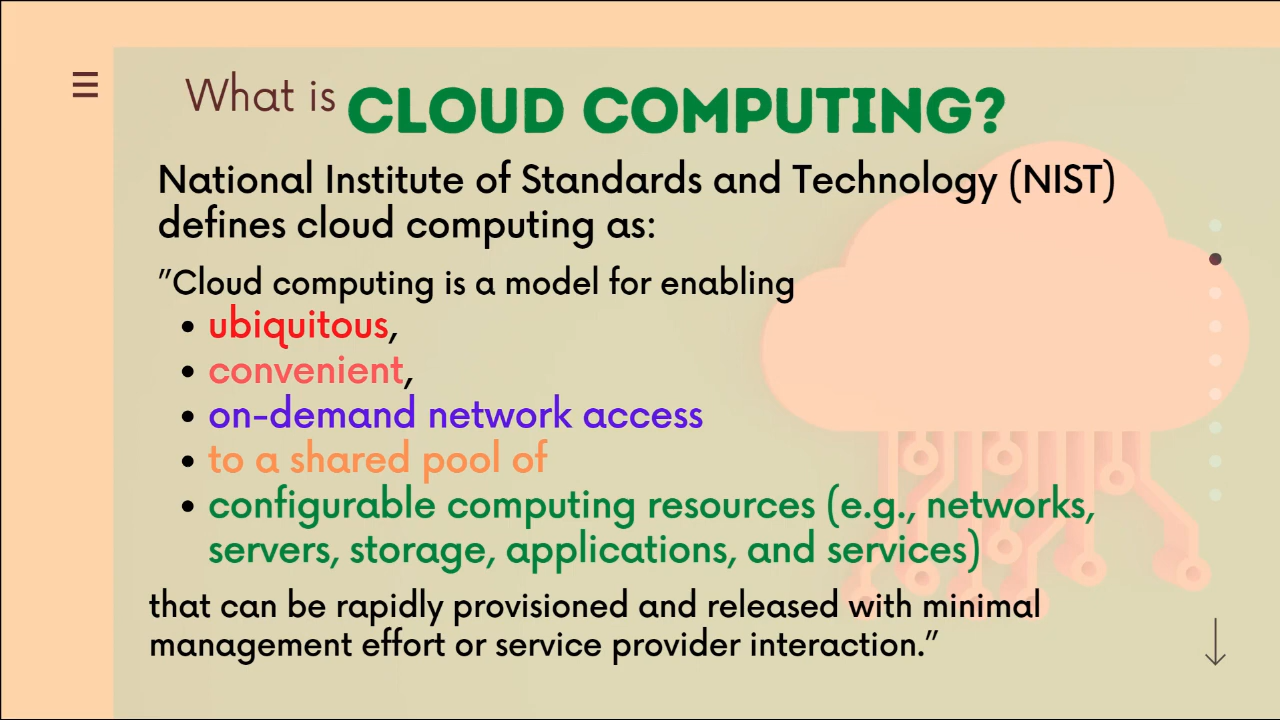 What is CLOUD COMPUTING?
National Institute of Standards and Technology (NIST)
defines cloud computing as:
"Cloud computing is a model for enabling
• ubiquitous,
• convenient,
• on-demand network access
• to a shared pool of
• configurable computing resources (e.g., networks,
servers, storage, applications, and services)
that can be rapidly provisioned and released with minimal
management effort or service provider interaction."